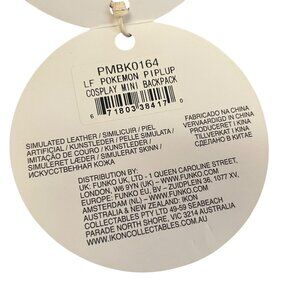 PMBK0164
LF POKEMON PIPLUP
COSPLAY MINI BACKPACK
6 71803 38417 0
SIMULATED LEATHER / SIMILICUIR / PIEL
ARTIFICIAL / KUNSTLEDER / PELLE SIMULATA /
IMITAÇÃO DE COURO / KUNSTLEDER /
SIMULERET LÆDER / SIMULERAT SKINN /
ИСКУССТВЕННАЯ КОЖА
FABRICADO NA CHINA
VERVAARDIGD IN CHINA
PRODUCERET I KINA
TILLVERKAT I KINA
СДЕЛАНО В КИТАЕ
DISTRIBUTION BY:
UK: FUNKO UK, LTD - 1 QUEEN CAROLINE STREET,
LONDON, W6 9YN (UK) - WWW.FUNKO.COM
EUROPE: FUNKO EU, BV - ZUIDPLEIN 36, 1077 XV,
AMSTERDAM (NL) - WWW.FUNKO.COM
AUSTRALIA & NEW ZEALAND: IKON
COLLECTABLES PTY LTD 49-59 SEABEACH
PARADE NORTH SHORE, VIC 3214 AUSTRALIA
WWW.IKONCOLLECTABLES.COM.AU